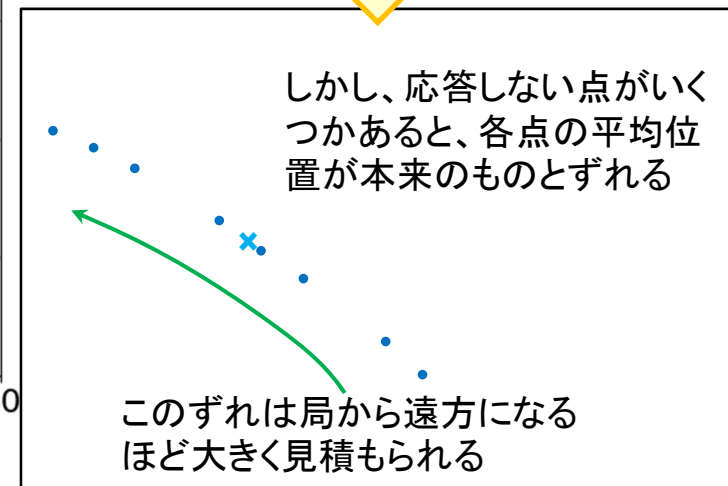 しかし、応答しない点がいく
つかあると、各点の平均位
置が本来のものとずれる
0
このずれは局から遠方になる
ほど大きく見積もられる